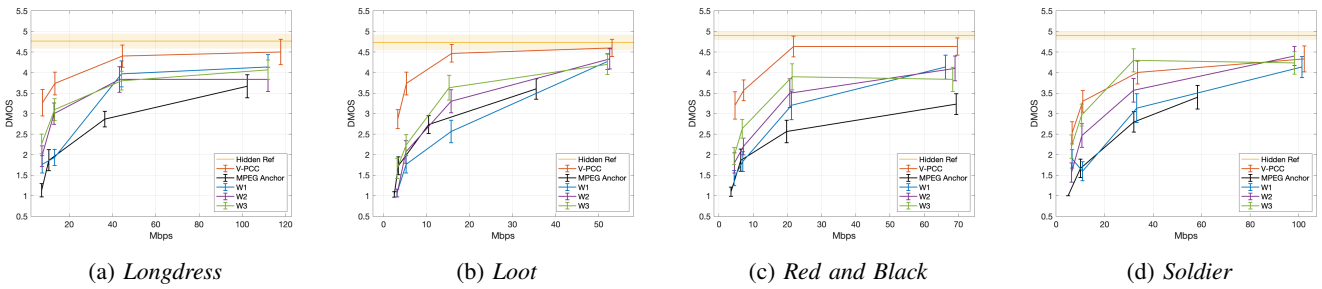 5.5
5
4.5
4
3.5
3
2.5
2
1.5
1
0.5
DMOS
20 40 60 80 100 120
Mbps
Hidden Ref
V-PCC
MPEG Anchor
W1
W2
W3
(a) Longdress
5.5
5
4.5
4
3.5
3
2.5
2
1.5
1
0.5
DMOS
0 10 20 30 40 50
Mbps
Hidden Ref
V-PCC
MPEG Anchor
W1
W2
W3
(b) Loot
5.5
5
4.5
4
3.5
3
2.5
2
1.5
1
0.5
DMOS
0 10 20 30 40 50 60 70
Mbps
Hidden Ref
V-PCC
MPEG Anchor
W1
W2
W3
(c) Red and Black
5.5
5
4.5
4
3.5
3
2.5
2
1.5
1
0.5
DMOS
0 20 40 60 80 100
Mbps
Hidden Ref
V-PCC
MPEG Anchor
W1
W2
W3
(d) Soldier